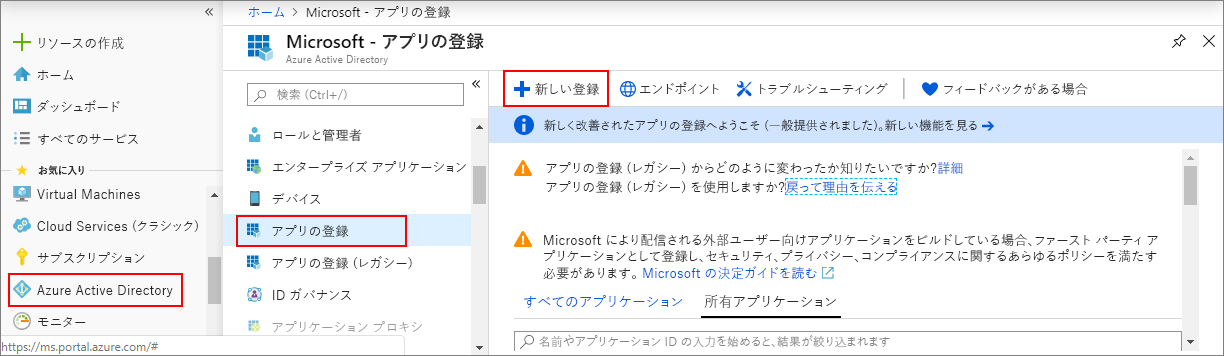 «
リソースの作成
ホーム
ダッシュボード
すべてのサービス
お気に入り
Virtual Machines
Cloud Services (クラシック)
サブスクリプション
Azure Active Directory
モニター
https://ms.portal.azure.com/#
ホーム > Microsoft - アプリの登録
Microsoft - アプリの登録
Azure Active Directory
検索 (Ctrl+/)
«
ロールと管理者
エンタープライズ アプリケーション
デバイス
アプリの登録
アプリの登録 (レガシー)
ID ガバナンス
アプリケーション プロキシ
新しい登録
エンドポイント
トラブルシューティング
フィードバックがある場合
新しく改善されたアプリの登録へようこそ (一般提供されました)。新しい機能を見る →
アプリの登録 (レガシー) からどのように変わったか知りたいですか?詳細
アプリの登録 (レガシー) を使用しますか?戻って理由を伝える
Microsoft により配信される外部ユーザー向けアプリケーションをビルドしている場合、ファースト パーティ ア
プリケーションとして登録し、セキュリティ、プライバシー、コンプライアンスに関するあらゆるポリシーを満たす
必要があります。 Microsoft の決定ガイドを読む
すべてのアプリケーション
所有アプリケーション
名前やアプリケーション ID の入力を始めると、結果が絞り込まれます